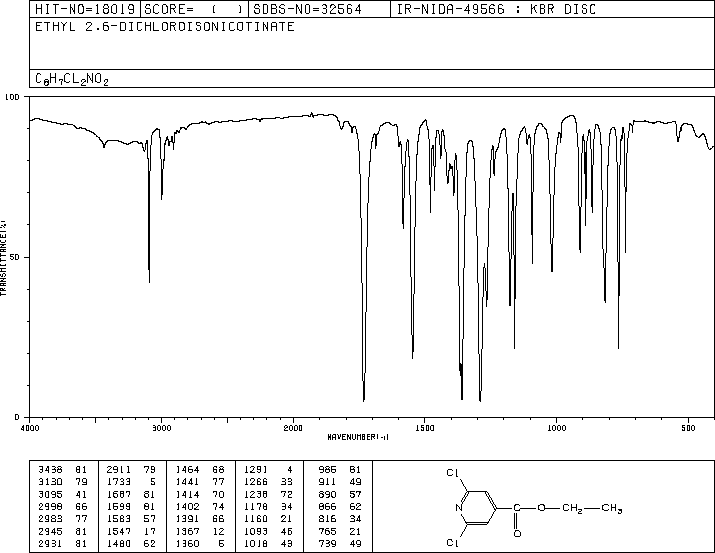 HIT-NO=18019 SCORE= ( ) SDBS-NO=32564 IR-NIDA-49566 : KBR DISC
ETHYL 2,6-DICHLOROISONICOTINATE
C8H7CL2NO2
100
50
0
TRANSMITTANCE(%)
4000 3000 2000 1500 1000 500
WAVENUMBER(-1)
3438 81 2911 79 1464 68 1291 4 986 81
3130 79 1733 5 1441 77 1266 33 911 49
3095 41 1687 81 1414 70 1238 72 890 57
2998 66 1599 81 1402 74 1178 34 866 62
2983 77 1583 57 1391 66 1160 21 816 34
2945 81 1547 17 1367 12 1093 46 765 21
2931 81 1480 62 1360 5 1018 43 739 49
Cl
N
C—O—CH2—CH3
O
Cl